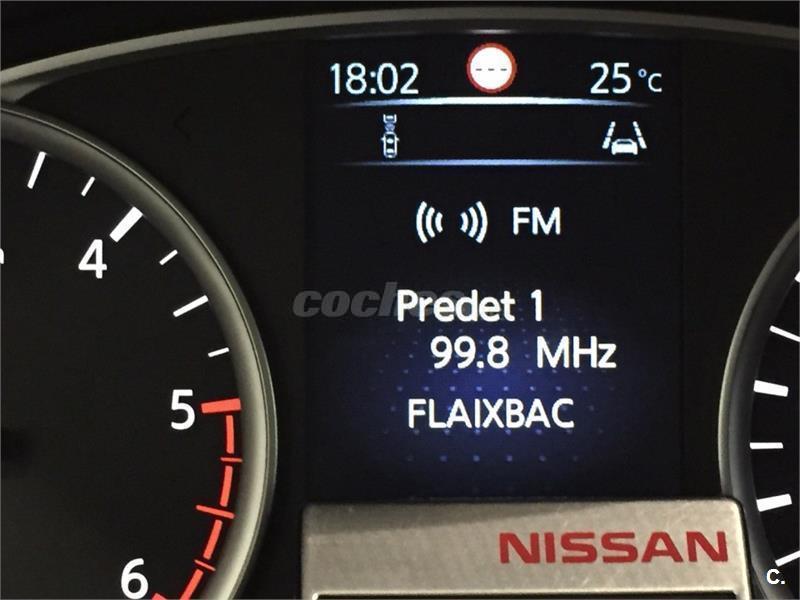 18:02
---
25 °C
FM
4
coches
Predet 1
99.8 MHz
5
FLAIXBAC
NISSAN
6
C.